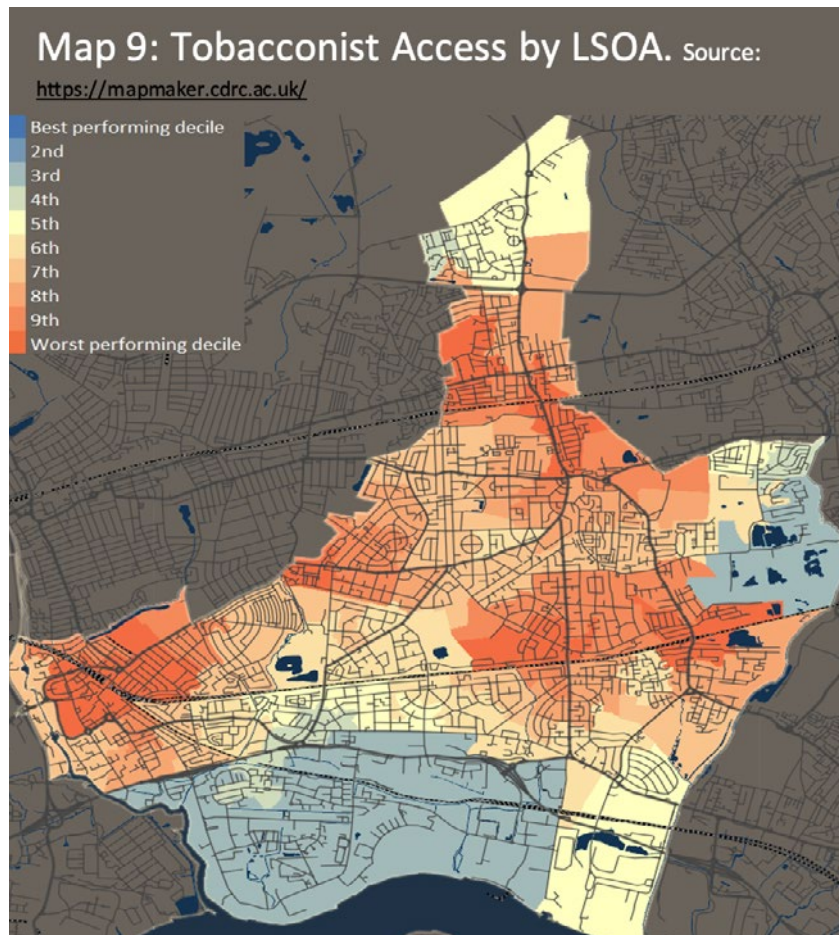 Map 9: Tobacconist Access by LSOA. Source:
https://mapmaker.cdrc.ac.uk/
Best performing decile
2nd
3rd
4th
5th
6th
7th
8th
9th
Worst performing decile